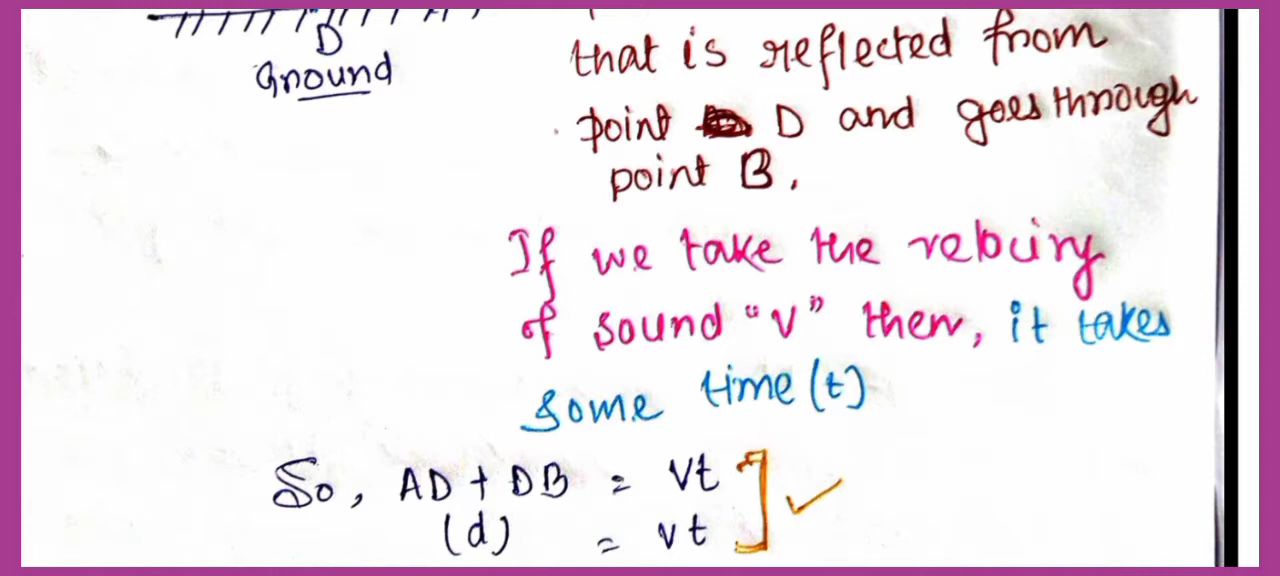 D
Ground
that is reflected from
point D and goes through
point B.
If we take the velocity
of sound "v" then, it takes
some time (t)
So, AD + DB = vt
(d) = vt